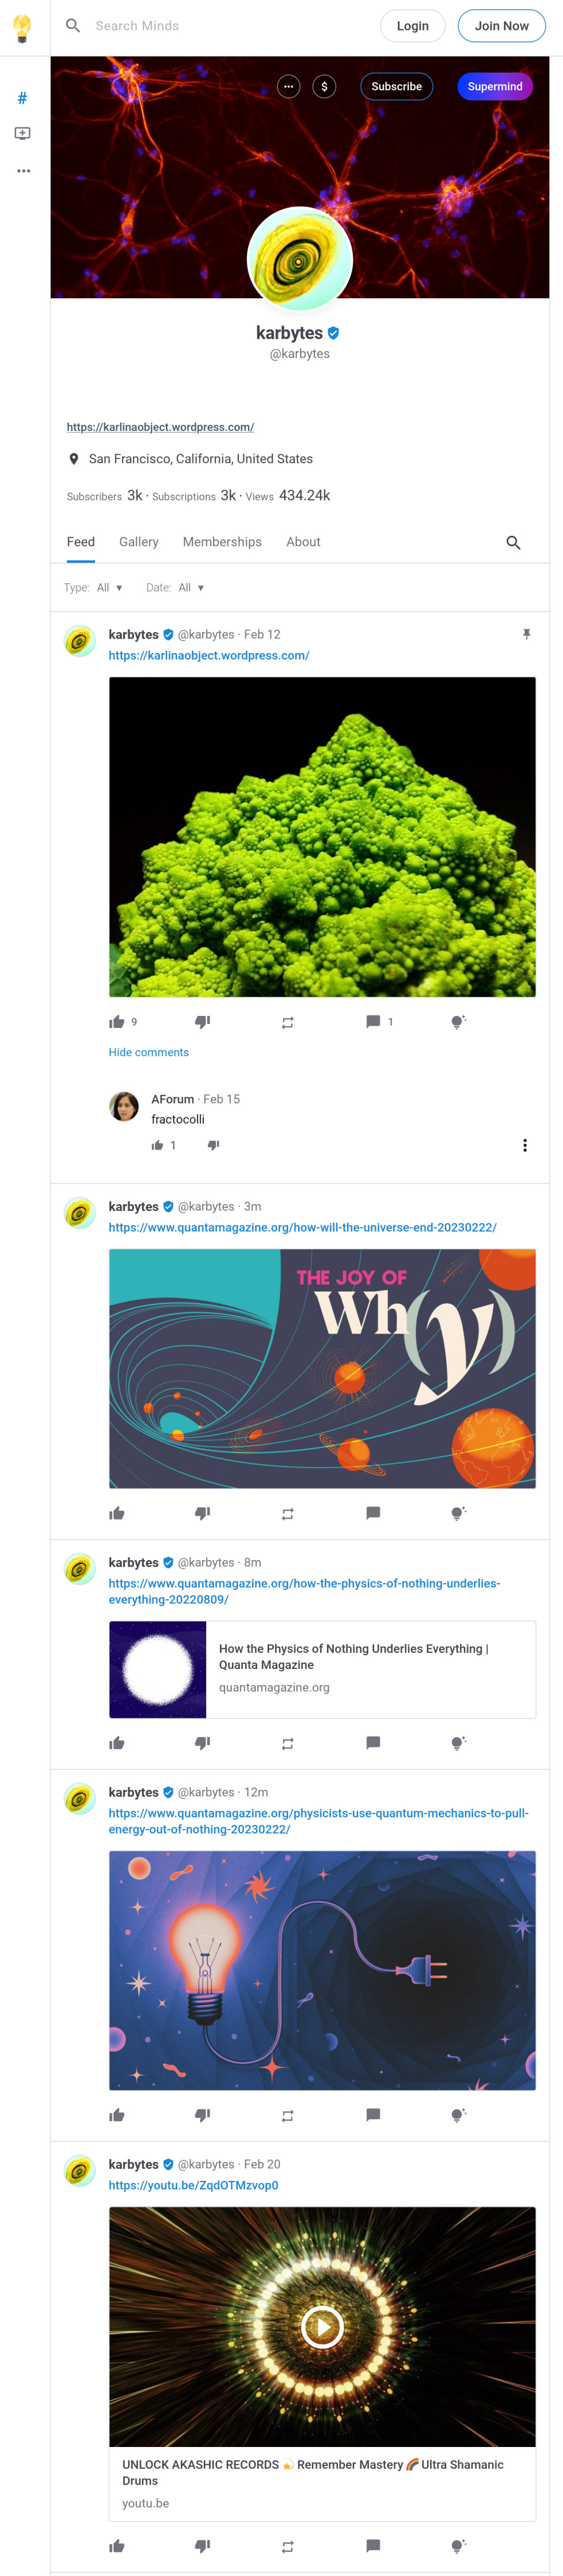 Search Minds
Login
Join Now
#
$
Subscribe
Supermind
karbytes
@karbytes
https://karlinaobject.wordpress.com/
San Francisco, California, United States
Subscribers 3k · Subscriptions 3k · Views 434.24k
Feed Gallery Memberships About
Type: All ▾ Date: All ▾
karbytes @karbytes · Feb 12
https://karlinaobject.wordpress.com/
9 1
Hide comments
AForum · Feb 15
fractocolli
1
karbytes @karbytes · 3m
https://www.quantamagazine.org/how-will-the-universe-end-20230222/
THE JOY OF
Wh(y)
karbytes @karbytes · 8m
https://www.quantamagazine.org/how-the-physics-of-nothing-underlies-
everything-20220809/
How the Physics of Nothing Underlies Everything |
Quanta Magazine
quantamagazine.org
karbytes @karbytes · 12m
https://www.quantamagazine.org/physicists-use-quantum-mechanics-to-pull-
energy-out-of-nothing-20230222/
karbytes @karbytes · Feb 20
https://youtu.be/ZqdOTMzvop0
UNLOCK AKASHIC RECORDS 💫 Remember Mastery 🌈 Ultra Shamanic
Drums
youtu.be